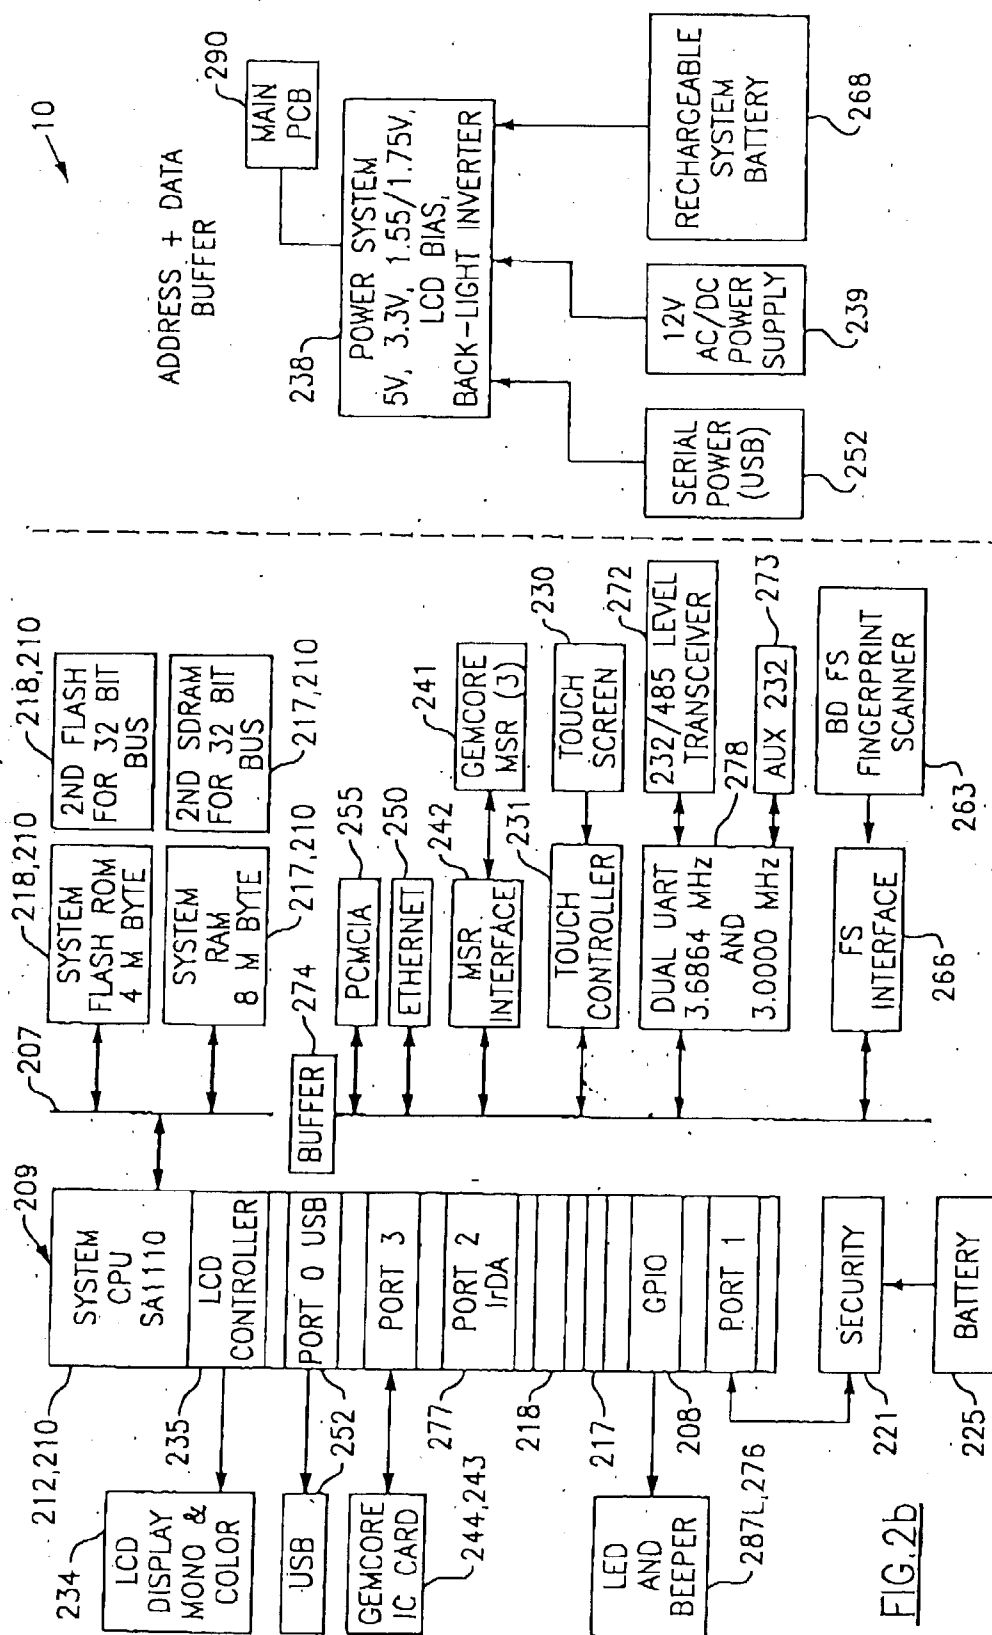 10
ADDRESS + DATA
BUFFER
290
MAIN
PCB
238
POWER SYSTEM
5V, 3.3V, 1.55/1.75V,
LCD BIAS,
BACK-LIGHT INVERTER
SERIAL
POWER
(USB)
252
12V
AC/DC
POWER
SUPPLY
239
RECHARGEABLE
SYSTEM
BATTERY
268
209
212,210
SYSTEM
CPU
SA1110
235
LCD
CONTROLLER
PORT 0 USB
252
PORT 3
277
PORT 2
IrDA
218
217
GPIO
208
PORT 1
234
LCD
DISPLAY
MONO &
COLOR
USB
GEMCORE
IC CARD
244,243
LED
AND
BEEPER
287L,276
SECURITY
221
BATTERY
225
207
218,210
SYSTEM
FLASH ROM
4 M BYTE
218,210
2ND FLASH
FOR 32 BIT
BUS
SYSTEM
RAM
8 M BYTE
217,210
2ND SDRAM
FOR 32 BIT
BUS
217,210
274
BUFFER
255
PCMCIA
250
ETHERNET
242
MSR
INTERFACE
241
GEMCORE
MSR (3)
231
TOUCH
CONTROLLER
230
TOUCH
SCREEN
DUAL UART
3.6864 MHz
AND
3.0000 MHz
278
272
232/485 LEVEL
TRANSCEIVER
273
AUX 232
FS
INTERFACE
266
BD FS
FINGERPRINT
SCANNER
263
FIG.2b